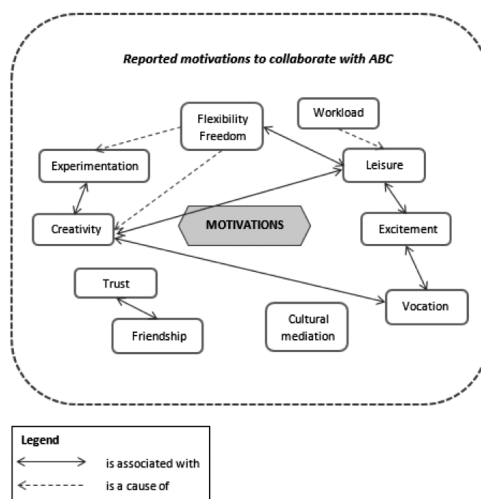 Reported motivations to collaborate with ABC
Flexibility
Freedom
Workload
Experimentation
Leisure
Creativity
MOTIVATIONS
Excitement
Trust
Vocation
Cultural
mediation
Friendship
Legend
is associated with
is a cause of